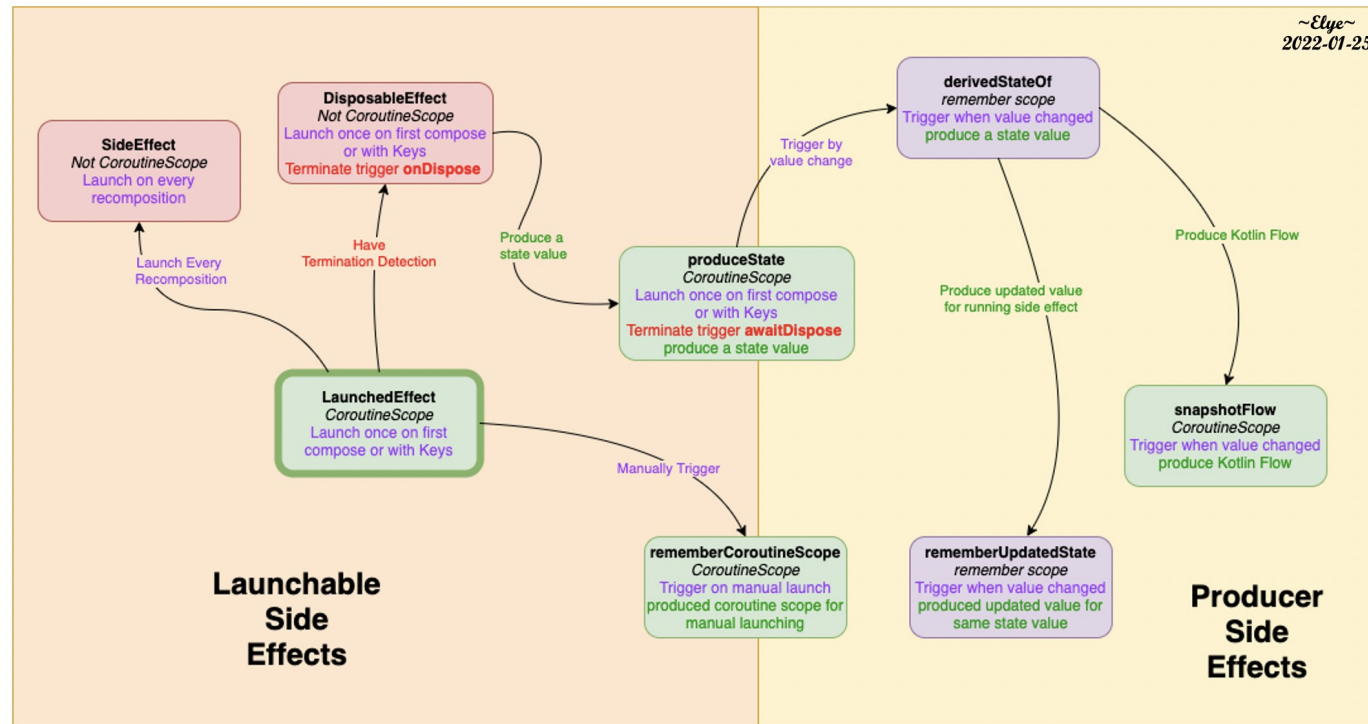 ~Elye~
2022-01-25
SideEffect
Not CoroutineScope
Launch on every
recomposition
DisposableEffect
Not CoroutineScope
Launch once on first compose
or with Keys
Terminate trigger onDispose
derivedStateOf
remember scope
Trigger when value changed
produce a state value
Trigger by
value change
Launch Every
Recomposition
Have
Termination Detection
Produce a
state value
produceState
CoroutineScope
Launch once on first compose
or with Keys
Terminate trigger awaitDispose
produce a state value
Produce Kotlin Flow
Produce updated value
for running side effect
LaunchedEffect
CoroutineScope
Launch once on first
compose or with Keys
Manually Trigger
snapshotFlow
CoroutineScope
Trigger when value changed
produce Kotlin Flow
rememberCoroutineScope
CoroutineScope
Trigger on manual launch
produced coroutine scope for
manual launching
rememberUpdatedState
remember scope
Trigger when value changed
produced updated value for
same state value
Launchable
Side
Effects
Producer
Side
Effects